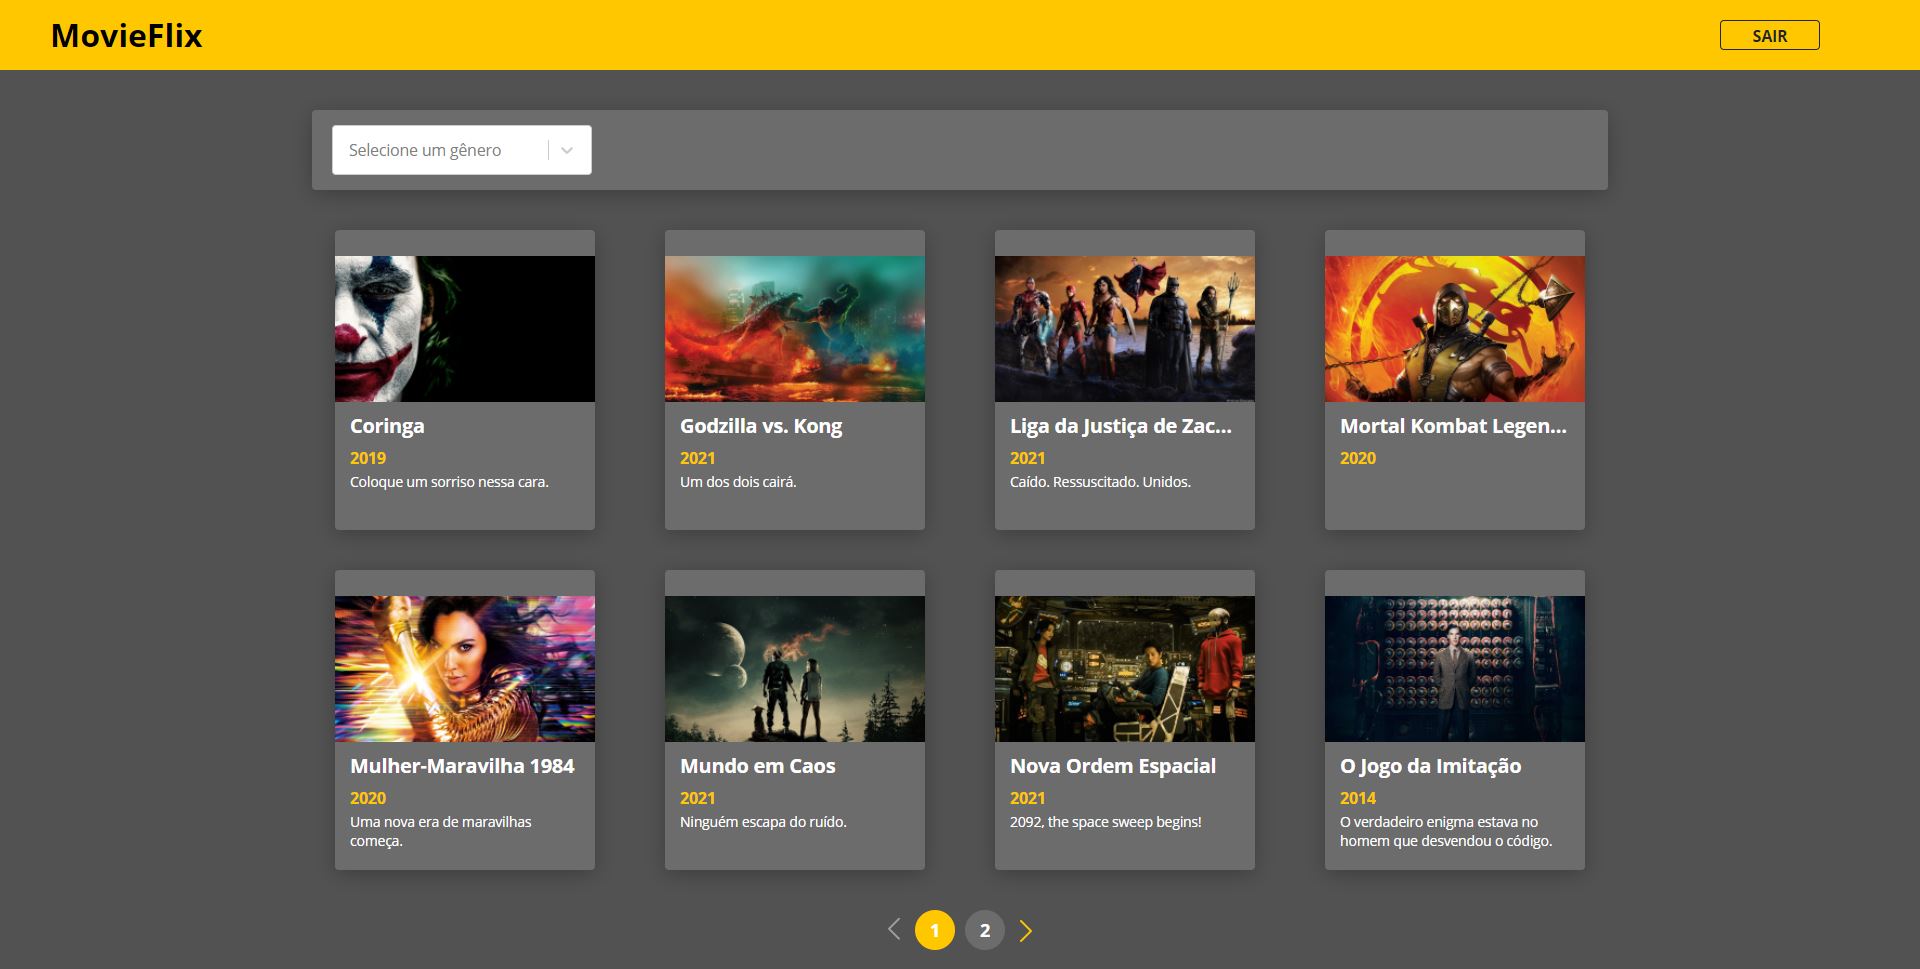 MovieFlix
SAIR
Selecione um gênero
Coringa
2019
Coloque um sorriso nessa cara.
Godzilla vs. Kong
2021
Um dos dois cairá.
Liga da Justiça de Zac...
2021
Caído. Ressuscitado. Unidos.
Mortal Kombat Legen...
2020
Mulher-Maravilha 1984
2020
Uma nova era de maravilhas
começa.
Mundo em Caos
2021
Ninguém escapa do ruído.
Nova Ordem Espacial
2021
2092, the space sweep begins!
O Jogo da Imitação
2014
O verdadeiro enigma estava no
homem que desvendou o código.
1
2